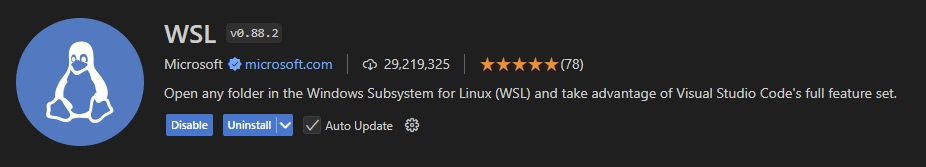 WSL v0.88.2
Microsoft microsoft.com 29,219,325 (78)
Open any folder in the Windows Subsystem for Linux (WSL) and take advantage of Visual Studio Code's full feature set.
Disable Uninstall Auto Update